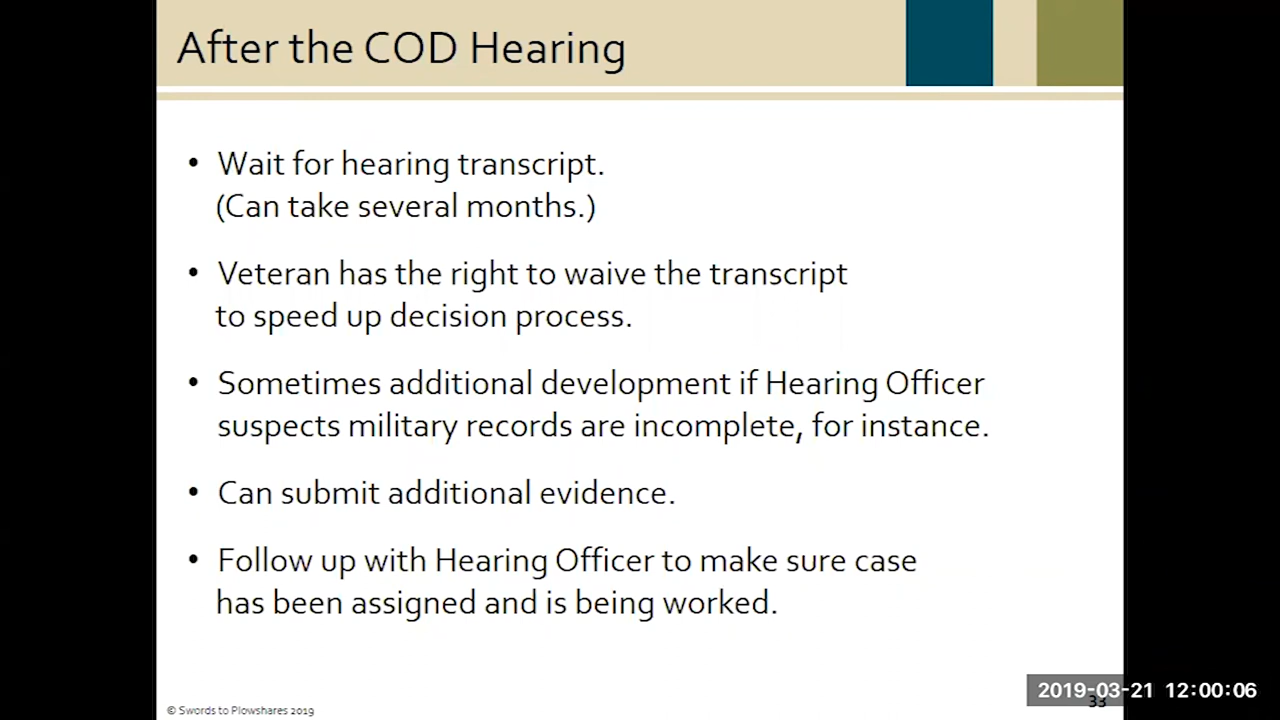 After the COD Hearing
• Wait for hearing transcript.
(Can take several months.)
• Veteran has the right to waive the transcript
to speed up decision process.
• Sometimes additional development if Hearing Officer
suspects military records are incomplete, for instance.
• Can submit additional evidence.
• Follow up with Hearing Officer to make sure case
has been assigned and is being worked.
© Swords to Plowshares 2019
2019-03-21 12:00:06
33